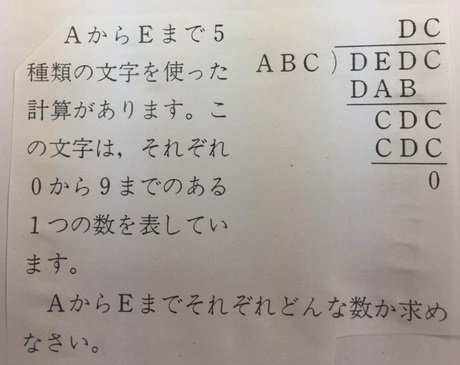 AからEまで5
種類の文字を使った
計算があります。こ
の文字は，それぞれ
0から9までのある
1つの数を表してい
ます。
AからEまでそれぞれどんな数か求め
なさい。
DC
ABC)DEDC
DAB
CDC
CDC
0